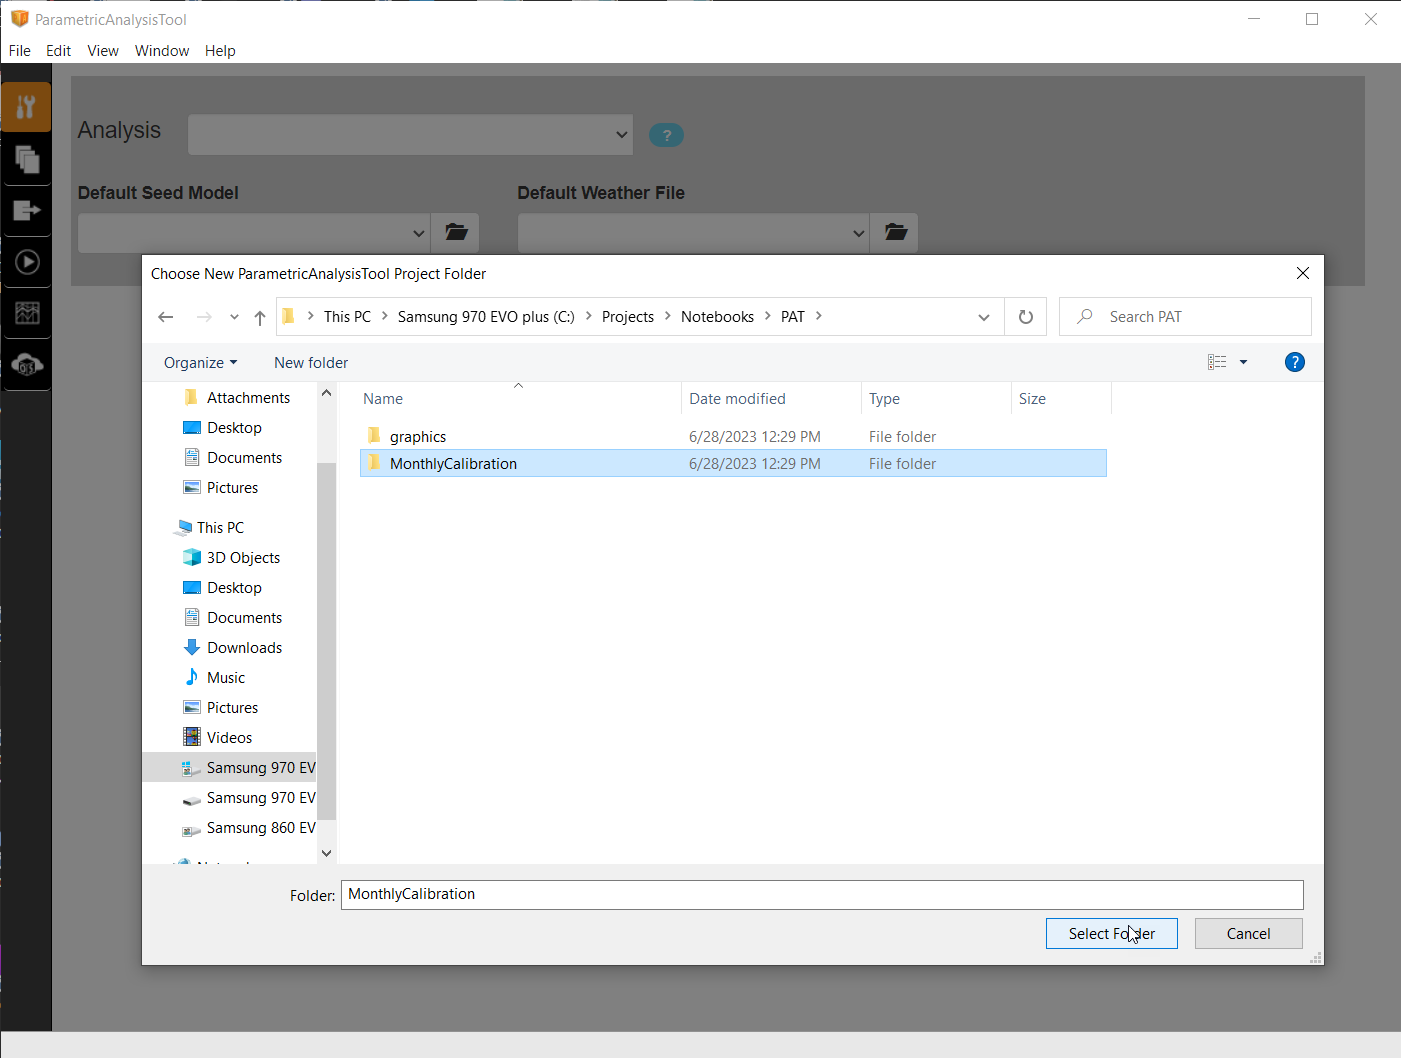 ParametricAnalysisTool
File Edit View Window Help
Analysis
?
Default Seed Model
Default Weather File
Choose New ParametricAnalysisTool Project Folder
This PC > Samsung 970 EVO plus (C:) > Projects > Notebooks > PAT >
Search PAT
Organize
New folder
?
Attachments
Desktop
Documents
Pictures
This PC
3D Objects
Desktop
Documents
Downloads
Music
Pictures
Videos
Samsung 970 EV
Samsung 970 EV
Samsung 860 EV
Name Date modified Type Size
graphics 6/28/2023 12:29 PM File folder
MonthlyCalibration 6/28/2023 12:29 PM File folder
Folder: MonthlyCalibration
Select Folder
Cancel